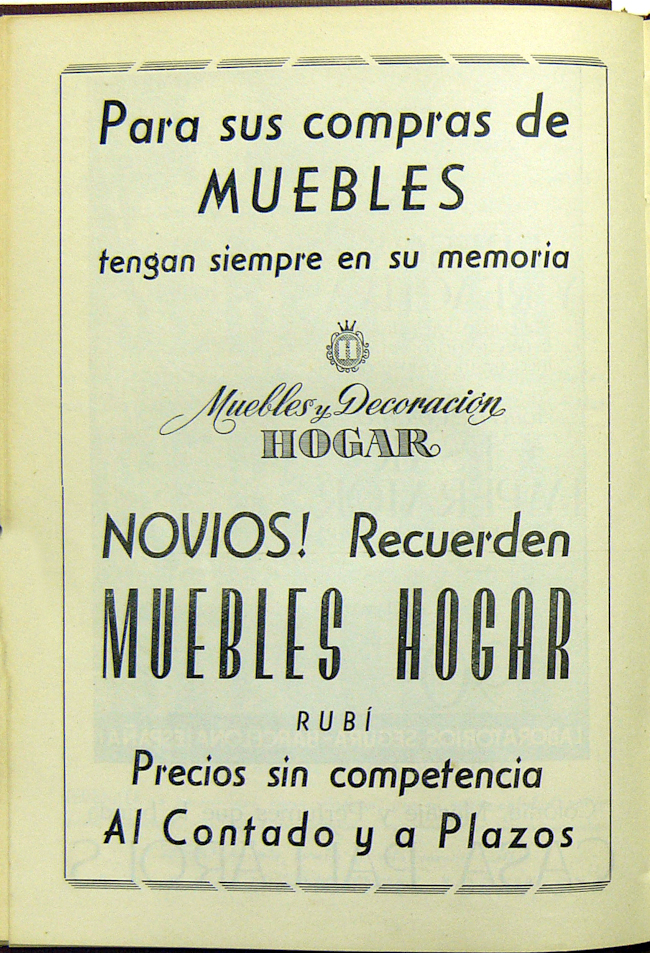 Para sus compras de
MUEBLES
tengan siempre en su memoria
H
Muebles y Decoración
HOGAR
NOVIOS! Recuerden
MUEBLES HOGAR
RUBÍ
Precios sin competencia
Al Contado y a Plazos